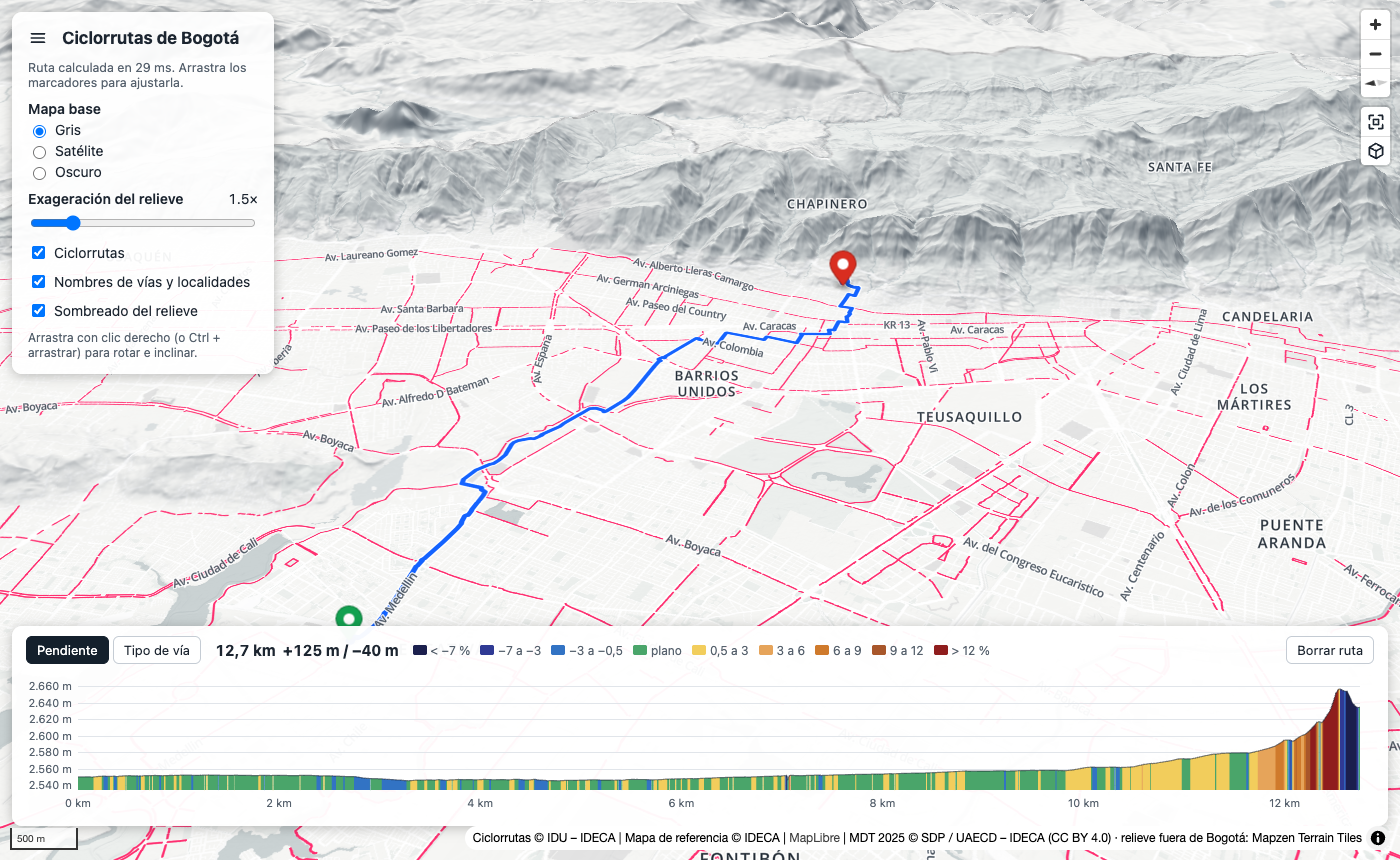 Ciclorrutas de Bogotá
Ruta calculada en 29 ms. Arrastra los
marcadores para ajustarla.
Mapa base
Gris
Satélite
Oscuro
Exageración del relieve 1.5×
Ciclorrutas
Nombres de vías y localidades
Sombreado del relieve
Arrastra con clic derecho (o Ctrl +
arrastrar) para rotar e inclinar.
SANTA FE
CHAPINERO
Av. Laureano Gomez
Av. Alberto Lleras Camargo
Av. German Arciniegas
Av. Paseo del Country
Av. Santa Barbara
Av. Paseo de los Libertadores
Av. Caracas
KR 13
Av. Pablo VI
Av. Caracas
CANDELARIA
Av. Ciudad de Lima
Av. España
Av. Colombia
BARRIOS
UNIDOS
Av. Alfredo D Bateman
Av. Boyaca
TEUSAQUILLO
LOS
MÁRTIRES
CL 3
Av. Boyaca
Av. Colon
Av. de los Comuneros
PUENTE
ARANDA
Av. Boyaca
Av. Ciudad de Cali
Av. del Congreso Eucaristico
Av. Centenario
Av. Ferrocar
Av. Medellin
Pendiente
Tipo de vía
12,7 km +125 m / −40 m
< −7 %
−7 a −3
−3 a −0,5
plano
0,5 a 3
3 a 6
6 a 9
9 a 12
> 12 %
Borrar ruta
2.660 m
2.640 m
2.620 m
2.600 m
2.580 m
2.560 m
2.540 m
0 km
2 km
4 km
6 km
8 km
10 km
12 km
500 m
Ciclorrutas © IDU – IDECA | Mapa de referencia © IDECA | MapLibre | MDT 2025 © SDP / UAECD – IDECA (CC BY 4.0) · relieve fuera de Bogotá: Mapzen Terrain Tiles
FONTIBÓN